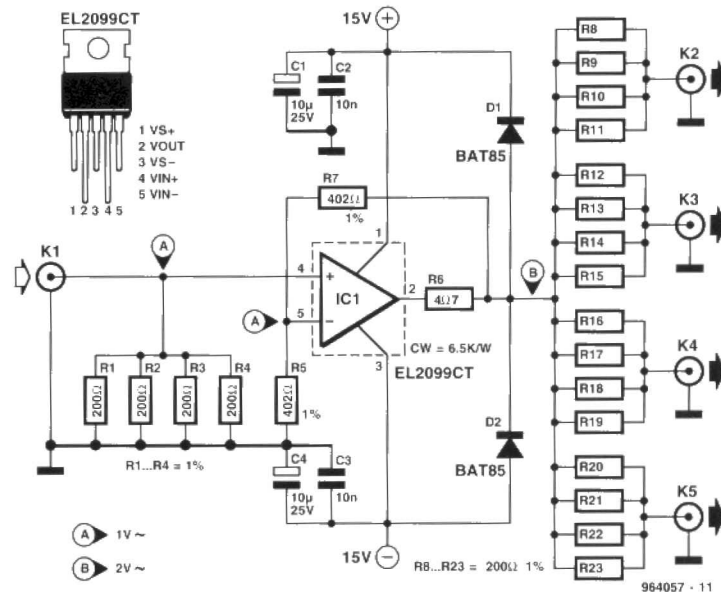 EL2099CT
1 VS+
2 VOUT
3 VS–
4 VIN+
5 VIN–
1 2 3 4 5
15V
+
C1
10µ
25V
C2
10n
D1
BAT85
R7
402Ω
1%
K1
A
A
4
+
5
–
IC1
1
2
3
R6
4Ω7
CW = 6.5K/W
EL2099CT
B
R1
200Ω
R2
200Ω
R3
200Ω
R4
200Ω
R5
402Ω
1%
R1...R4 = 1%
C4
10µ
25V
C3
10n
D2
BAT85
15V
–
A 1V ~
B 2V ~
R8
R9
R10
R11
K2
R12
R13
R14
R15
K3
R16
R17
R18
R19
K4
R20
R21
R22
R23
K5
R8...R23 = 200Ω 1%
964057 - 11